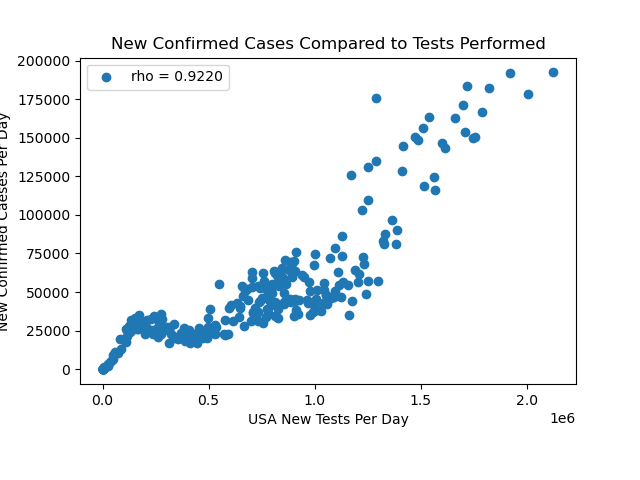 New Confirmed Cases Compared to Tests Performed
rho = 0.9220
200000
175000
150000
125000
100000
75000
50000
25000
0
New Confirmed Caeses Per Day
0.0 0.5 1.0 1.5 2.0
1e6
USA New Tests Per Day